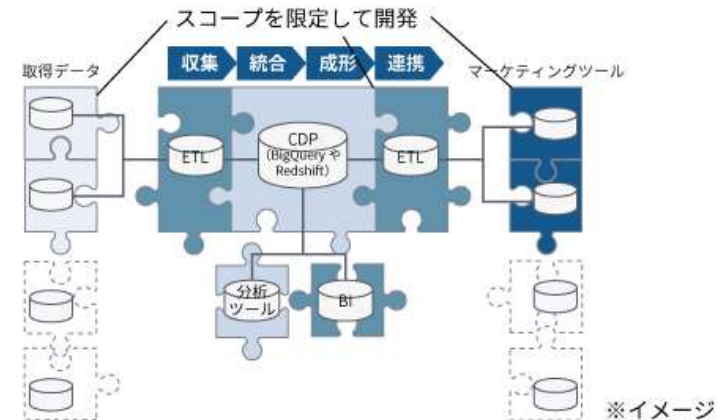 スコープを限定して開発
取得データ
収集
統合
成形
連携
マーケティングツール
ETL
CDP
(BigQuery や
Redshift)
ETL
分析
ツール
BI
※イメージ